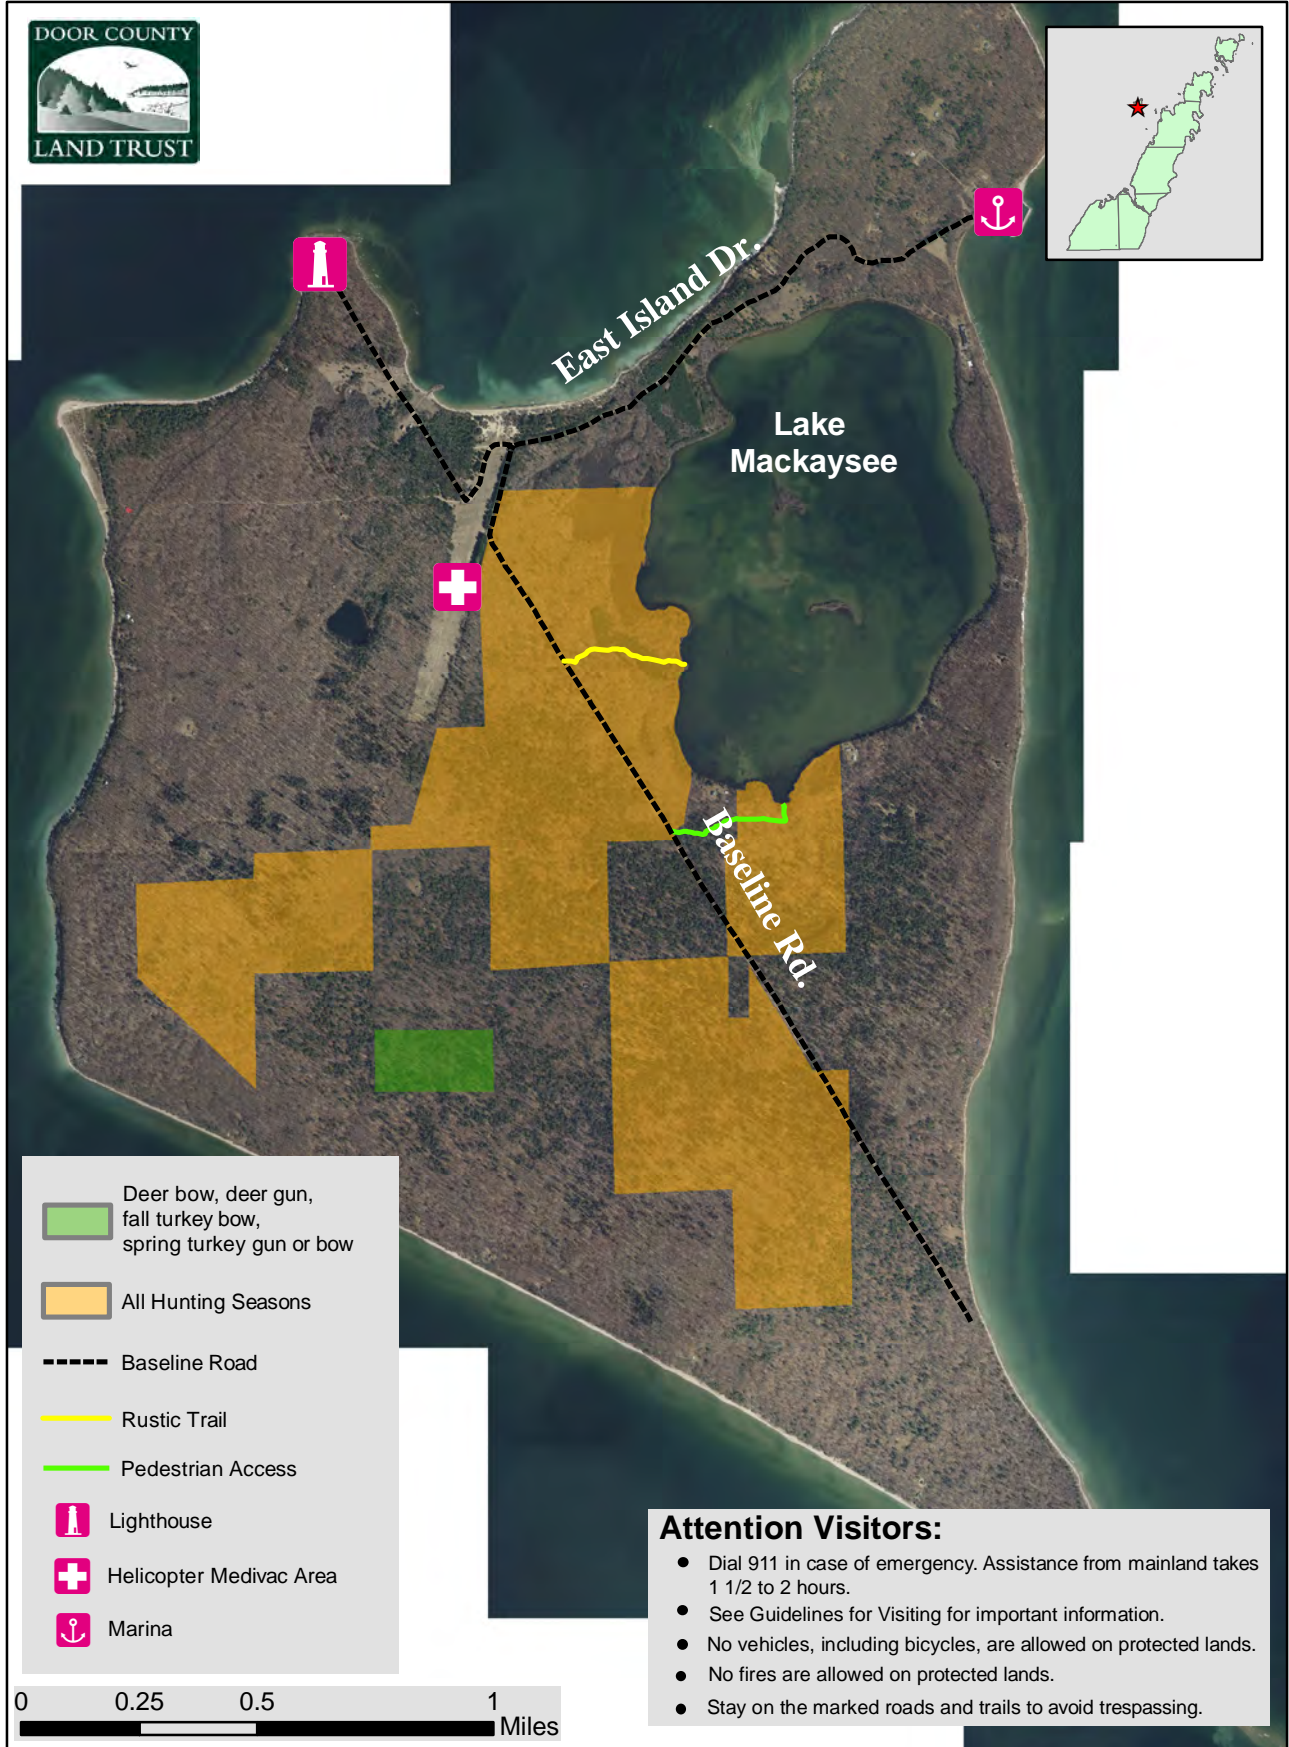 DOOR COUNTY
LAND TRUST
East Island Dr.
Lake
Mackaysee
Baseline Rd.
Deer bow, deer gun,
fall turkey bow,
spring turkey gun or bow
All Hunting Seasons
Baseline Road
Rustic Trail
Pedestrian Access
Lighthouse
Helicopter Medivac Area
Marina
0 0.25 0.5 1
Miles
Attention Visitors:
● Dial 911 in case of emergency. Assistance from mainland takes
1 1/2 to 2 hours.
● See Guidelines for Visiting for important information.
● No vehicles, including bicycles, are allowed on protected lands.
● No fires are allowed on protected lands.
● Stay on the marked roads and trails to avoid trespassing.